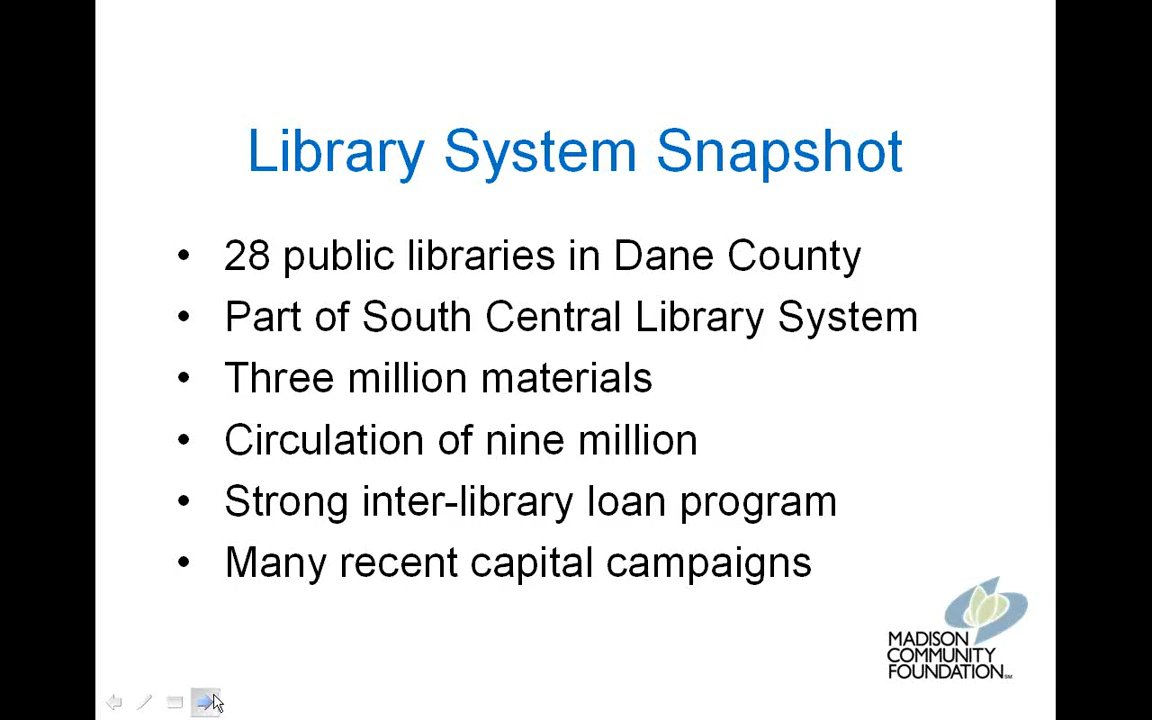 Library System Snapshot
• 28 public libraries in Dane County
• Part of South Central Library System
• Three million materials
• Circulation of nine million
• Strong inter-library loan program
• Many recent capital campaigns
MADISON
COMMUNITY
FOUNDATION℠